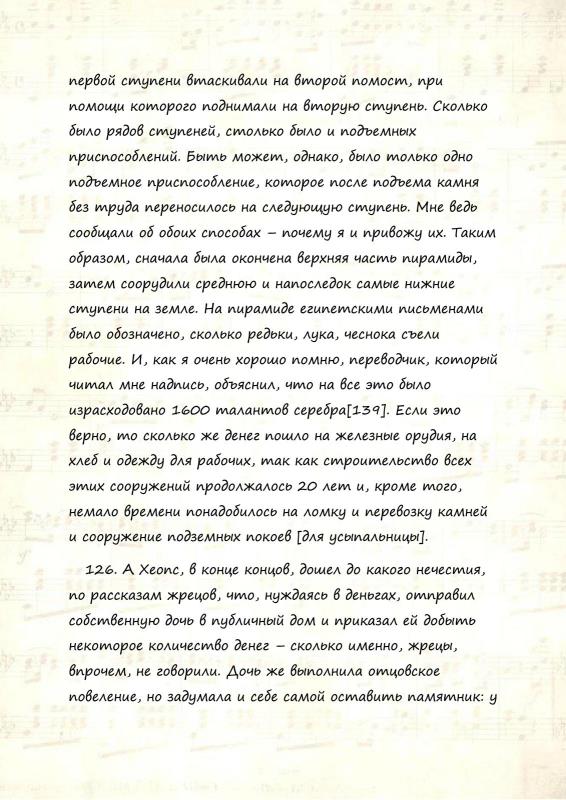 первой ступени втаскивали на второй помост, при
помощи которого поднимали на вторую ступень. Сколько
было рядов ступеней, столько было и подъемных
приспособлений. Быть может, однако, было только одно
подъемное приспособление, которое после подъема камня
без труда переносилось на следующую ступень. Мне ведь
сообщали об обоих способах – почему я и привожу их. Таким
образом, сначала была окончена верхняя часть пирамиды,
затем соорудили среднюю и напоследок самые нижние
ступени на земле. На пирамиде египетскими письменами
было обозначено, сколько редьки, лука, чеснока съели
рабочие. И, как я очень хорошо помню, переводчик, который
читал мне надпись, объяснил, что на все это было
израсходовано 1600 талантов серебра[139]. Если это
верно, то сколько же денег пошло на железные орудия, на
хлеб и одежду для рабочих, так как строительство всех
этих сооружений продолжалось 20 лет и, кроме того,
немало времени понадобилось на ломку и перевозку камней
и сооружение подземных покоев [для усыпальницы].
126. А Хеопс, в конце концов, дошел до какого нечестия,
по рассказам жрецов, что, нуждаясь в деньгах, отправил
собственную дочь в публичный дом и приказал ей добыть
некоторое количество денег – сколько именно, жрецы,
впрочем, не говорили. Дочь же выполнила отцовское
повеление, но задумала и себе самой оставить памятник: у